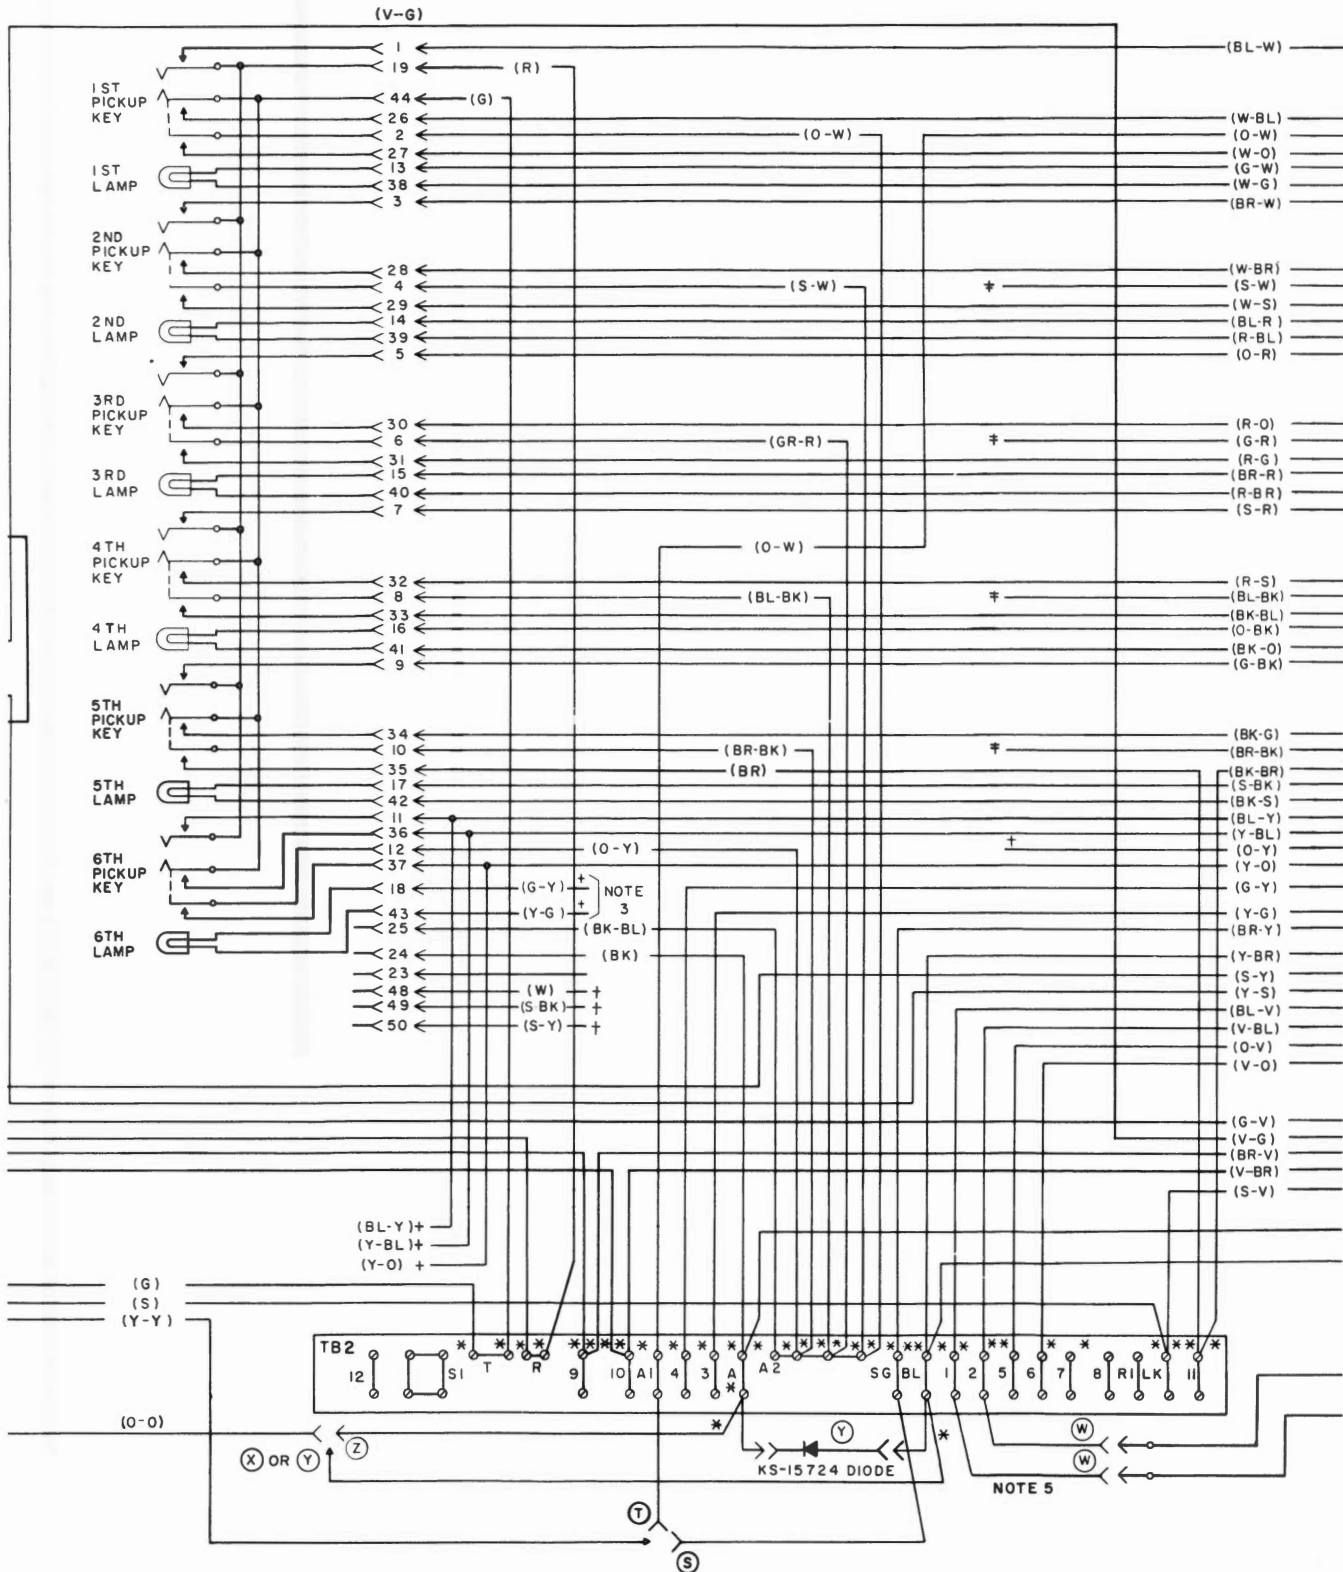 (V-G)
1 (BL-W)
19 (R)
1ST PICKUP KEY
44 (G)
26 (W-BL)
2 (O-W) (O-W)
27 (W-O)
1ST LAMP
13 (G-W)
38 (W-G)
3 (BR-W)
2ND PICKUP KEY
28 (W-BR)
4 (S-W) ‡ (S-W)
29 (W-S)
2ND LAMP
14 (BL-R)
39 (R-BL)
5 (O-R)
3RD PICKUP KEY
30 (R-O)
6 (GR-R) ‡ (G-R)
31 (R-G)
3RD LAMP
15 (BR-R)
40 (R-BR)
7 (S-R)
4TH PICKUP KEY
(O-W)
32 (R-S)
8 (BL-BK) ‡ (BL-BK)
33 (BK-BL)
4TH LAMP
16 (O-BK)
41 (BK-O)
9 (G-BK)
5TH PICKUP KEY
34 (BK-G)
10 (BR-BK) ‡ (BR-BK)
35 (BR) (BK-BR)
5TH LAMP
17 (S-BK)
42 (BK-S)
11 (BL-Y)
36 (Y-BL)
6TH PICKUP KEY
12 (O-Y) † (O-Y)
37 (Y-O)
18 (G-Y) † NOTE 3 (G-Y)
43 (Y-G) † (Y-G)
6TH LAMP
25 (BK-BL) (BR-Y)
24 (BK) (Y-BR)
23 (S-Y)
48 (W) † (Y-S)
49 (S-BK) † (BL-V)
50 (S-Y) † (V-BL)
(O-V)
(V-O)
(G-V)
(V-G)
(BR-V)
(V-BR)
(S-V)
(BL-Y)+
(Y-BL)+
(Y-O) +
(G)
(S)
(Y-Y)
TB2
12 S1 T R 9 10 A1 4 3 A A2 SG BL 1 2 5 6 7 8 R1 LK 11
(O-O)
X OR Y Z
Y
KS-15724 DIODE
W
W
NOTE 5
T
S